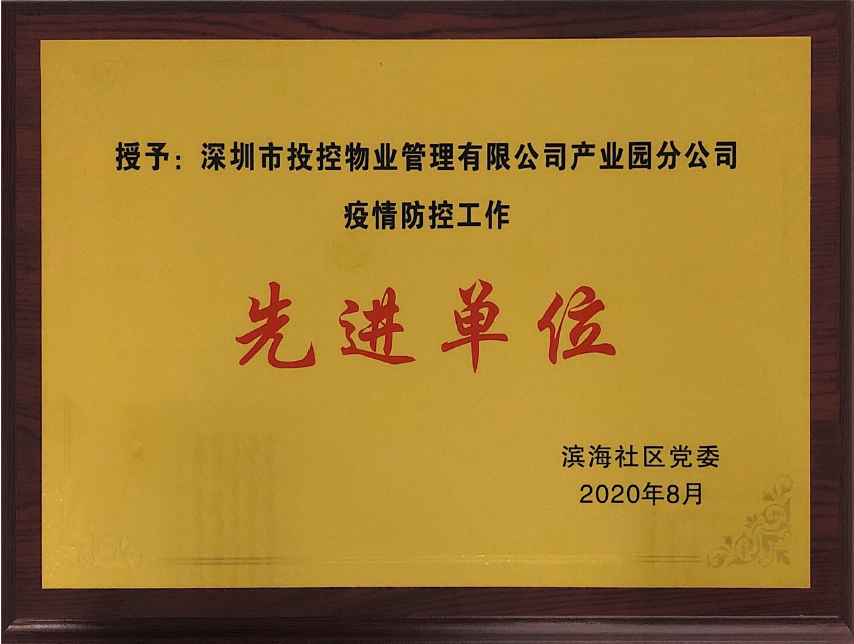 授予：深圳市投控物业管理有限公司产业园分公司
疫情防控工作
先进单位
滨海社区党委
2020年8月